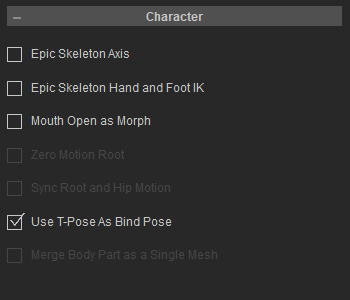 Character
Epic Skeleton Axis
Epic Skeleton Hand and Foot IK
Mouth Open as Morph
Zero Motion Root
Sync Root and Hip Motion
Use T-Pose As Bind Pose
Merge Body Part as a Single Mesh